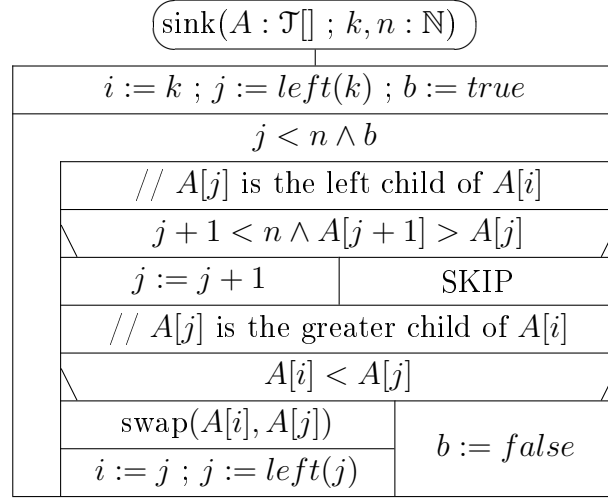 sink(A : 𝒯[] ; k, n : ℕ)
i := k ; j := left(k) ; b := true
j < n ∧ b
// A[j] is the left child of A[i]
j + 1 < n ∧ A[j + 1] > A[j]
j := j + 1 SKIP
// A[j] is the greater child of A[i]
A[i] < A[j]
swap(A[i], A[j])
b := false
i := j ; j := left(j)